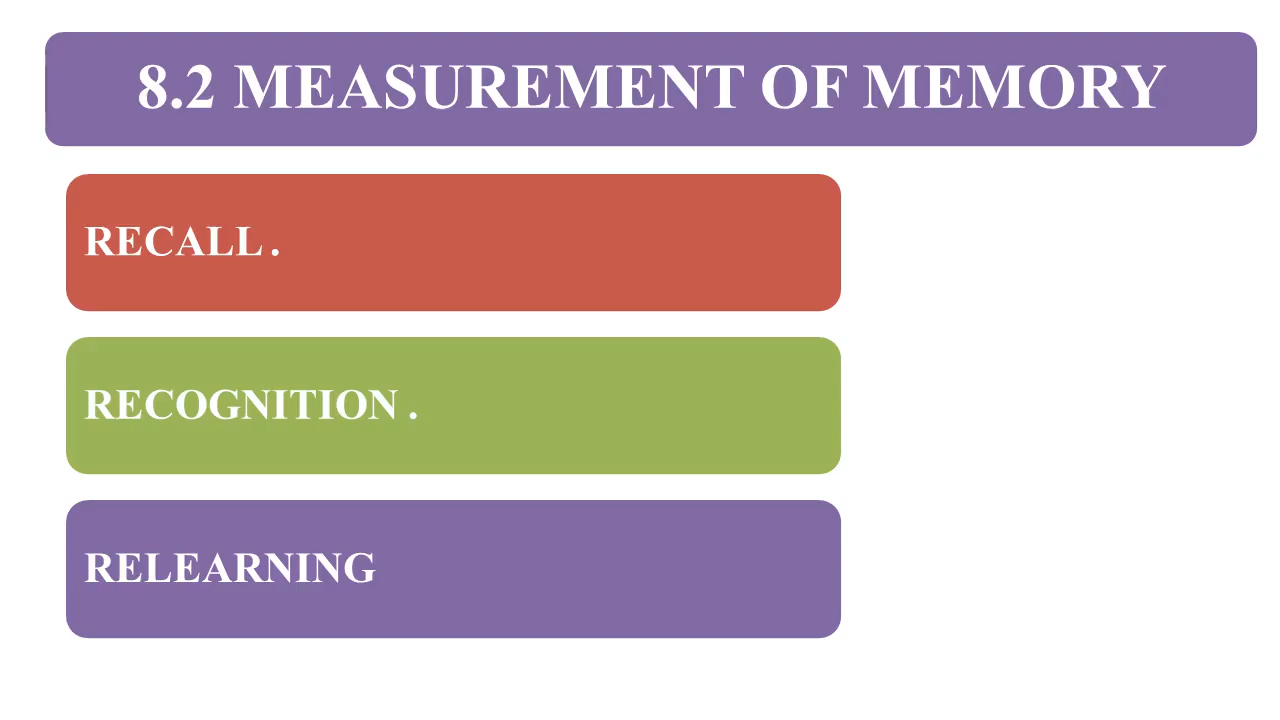 8.2 MEASUREMENT OF MEMORY
RECALL .
RECOGNITION .
RELEARNING